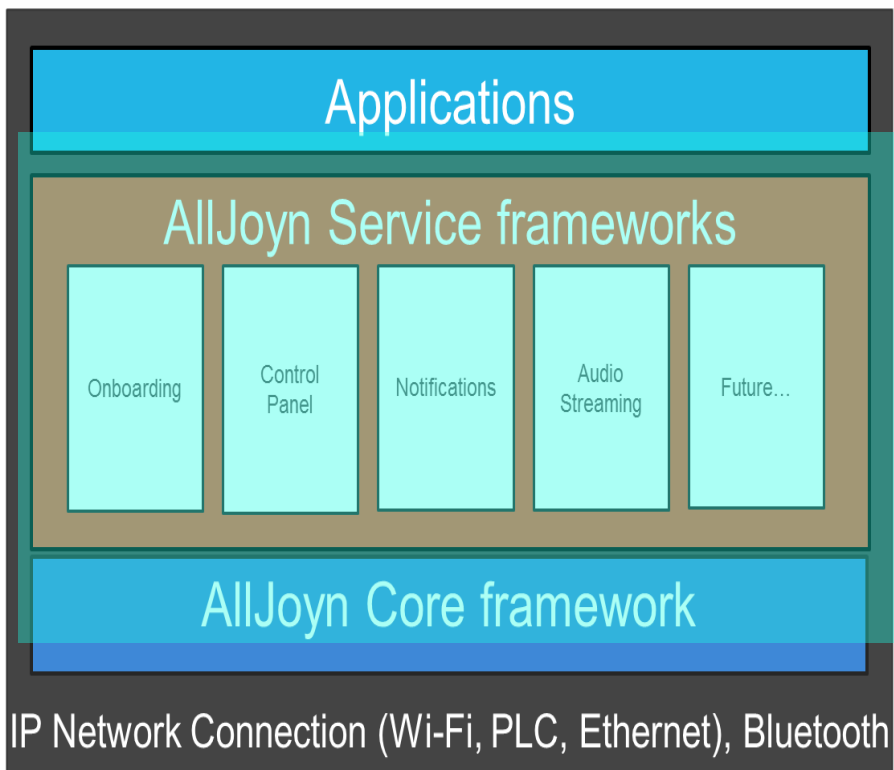 Applications
AllJoyn Service frameworks
Onboarding
Control
Panel
Notifications
Audio
Streaming
Future...
AllJoyn Core framework
IP Network Connection (Wi-Fi, PLC, Ethernet), Bluetooth